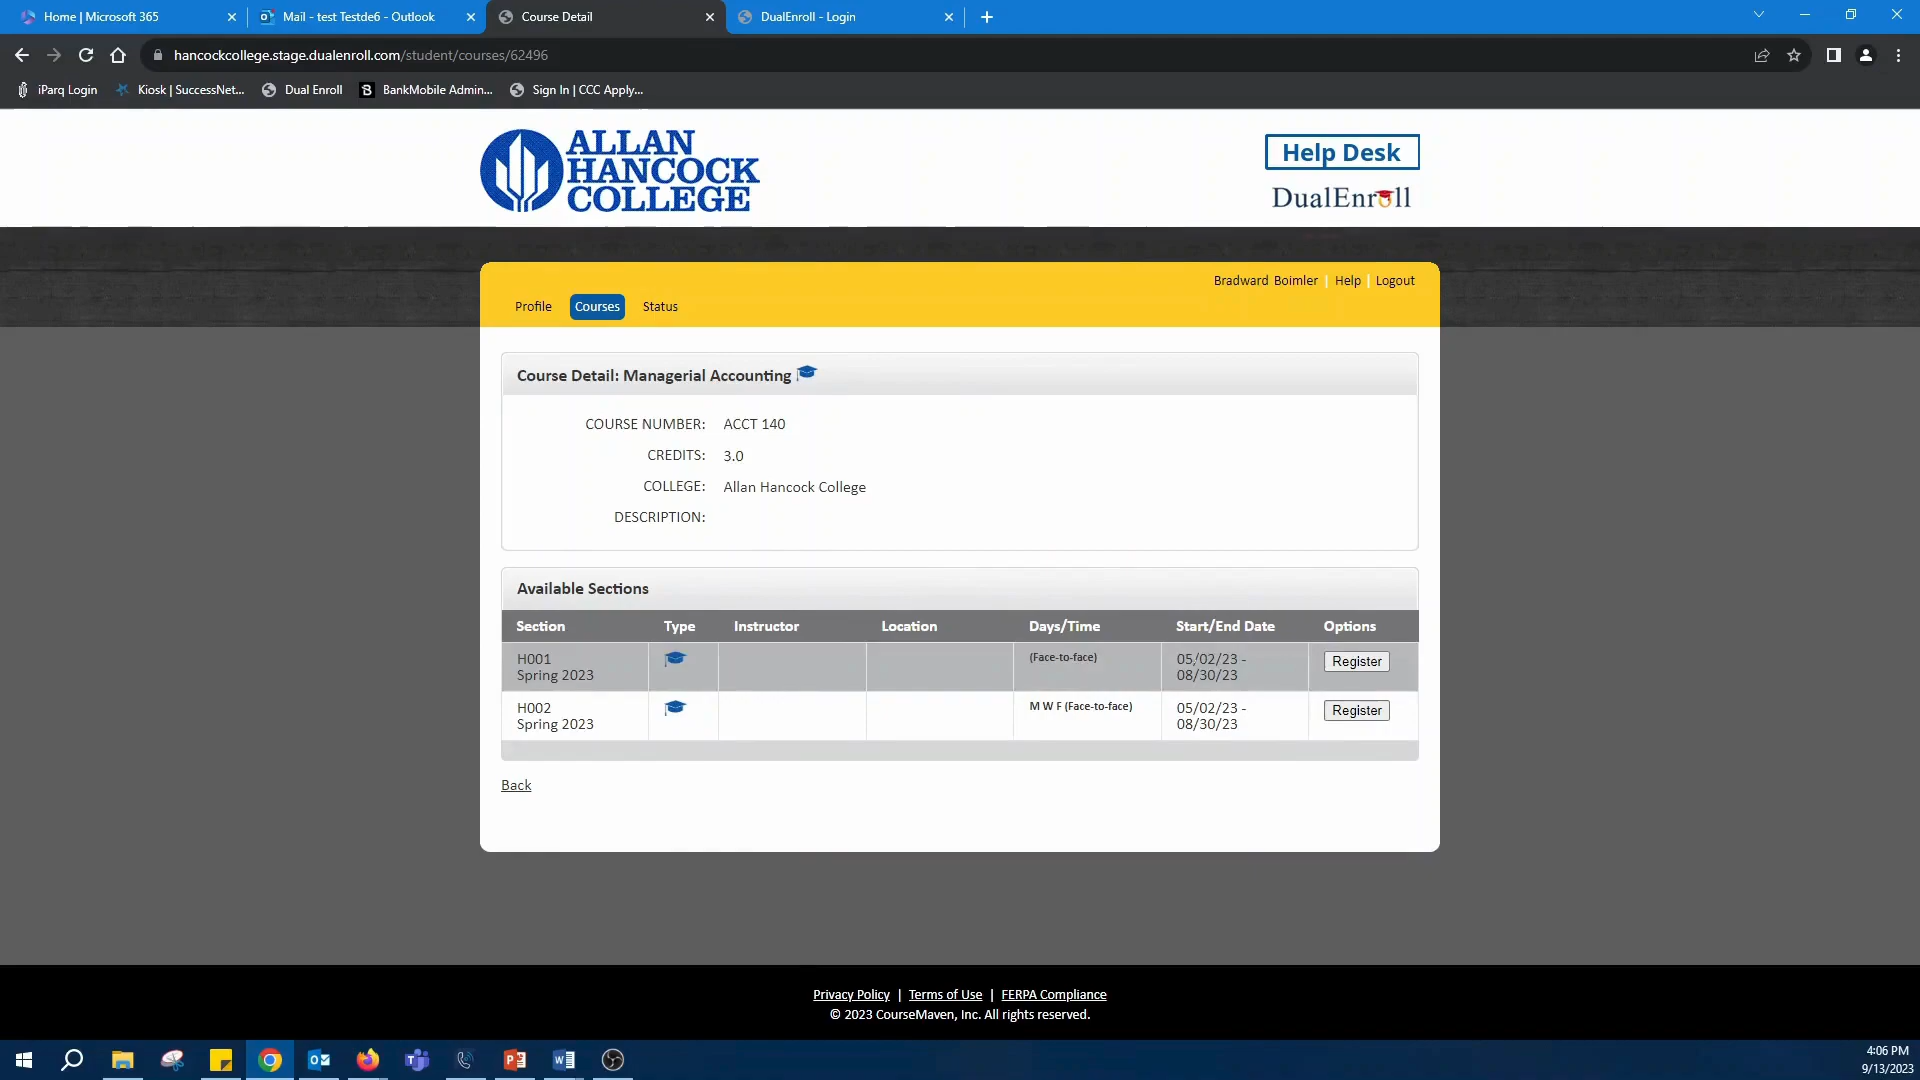 Home | Microsoft 365
Mail - test Testde6 - Outlook
Course Detail
DualEnroll - Login
hancockcollege.stage.dualenroll.com/student/courses/62496
iParq Login
Kiosk | SuccessNet...
Dual Enroll
B BankMobile Admin...
Sign In | CCC Apply...
ALLAN
HANCOCK
COLLEGE
Help Desk
DualEnroll
Bradward Boimler | Help | Logout
Profile Courses Status
Course Detail: Managerial Accounting
COURSE NUMBER: ACCT 140
CREDITS: 3.0
COLLEGE: Allan Hancock College
DESCRIPTION:
Available Sections
Section Type Instructor Location Days/Time Start/End Date Options
H001 (Face-to-face) 05/02/23 - Register
Spring 2023 08/30/23
H002 M W F (Face-to-face) 05/02/23 - Register
Spring 2023 08/30/23
Back
Privacy Policy | Terms of Use | FERPA Compliance
© 2023 CourseMaven, Inc. All rights reserved.
4:06 PM
9/13/2023